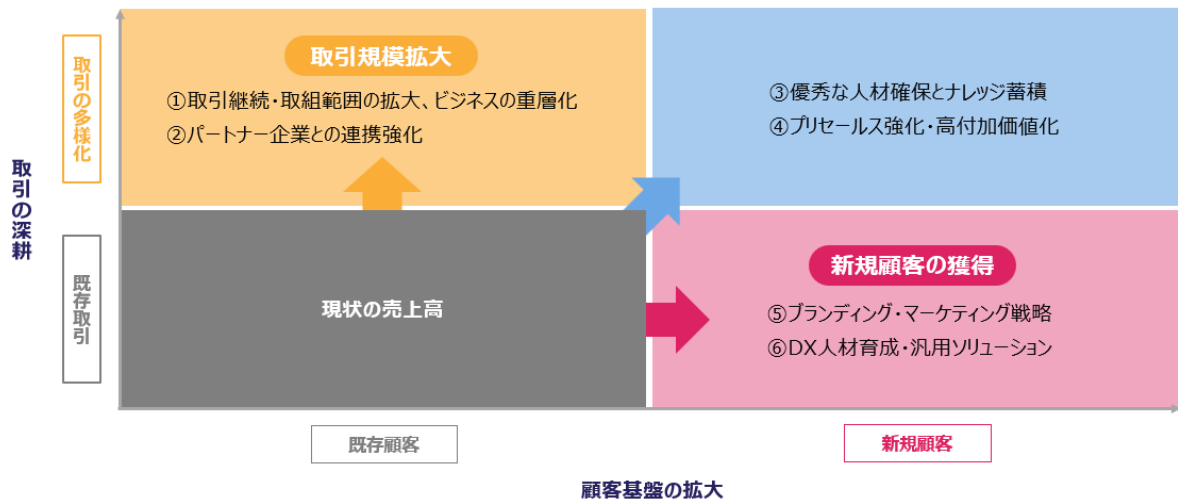 取引の深耕
取引の多様化
既存取引
取引規模拡大
①取引継続・取組範囲の拡大、ビジネスの重層化
②パートナー企業との連携強化
③優秀な人材確保とナレッジ蓄積
④プリセールス強化・高付加価値化
現状の売上高
新規顧客の獲得
⑤ブランディング・マーケティング戦略
⑥DX人材育成・汎用ソリューション
既存顧客
新規顧客
顧客基盤の拡大